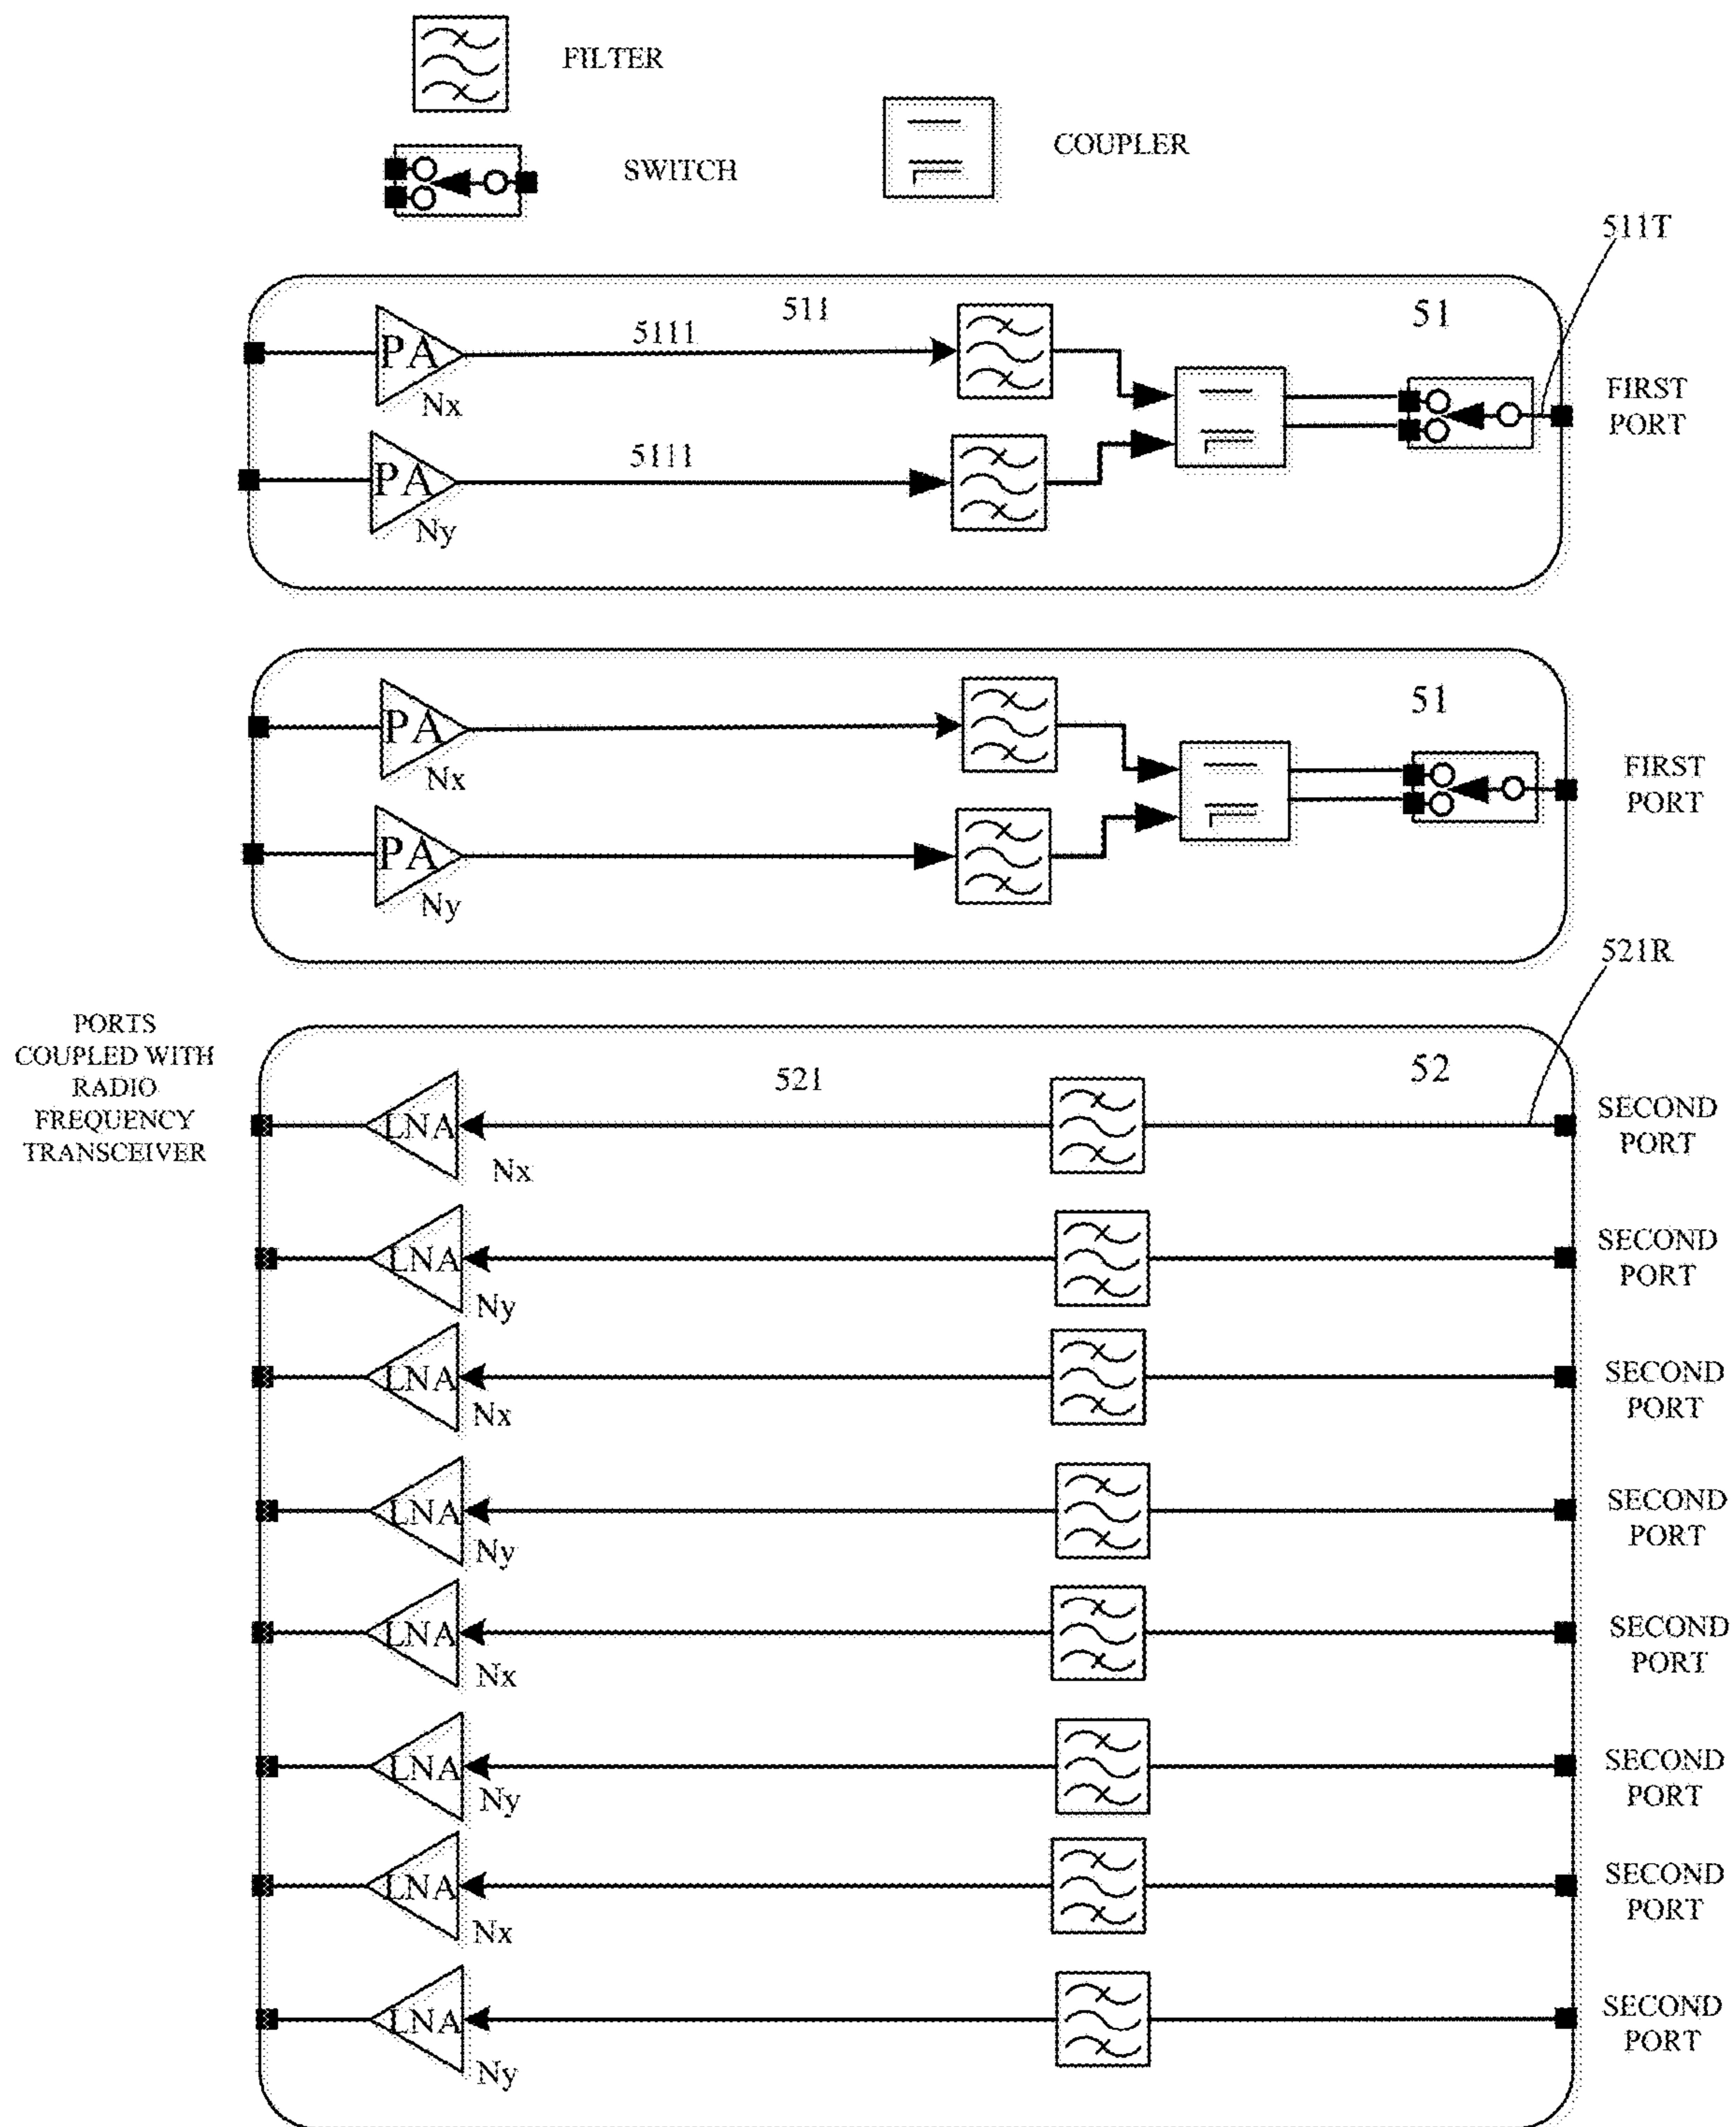 FILTER
SWITCH
COUPLER
511T
PA
Nx
5111
511
51
FIRST
PORT
PA
Ny
5111
PA
Nx
51
FIRST
PORT
PA
Ny
521R
PORTS
COUPLED WITH
RADIO
FREQUENCY
TRANSCEIVER
LNA
Nx
521
52
SECOND
PORT
LNA
Ny
SECOND
PORT
LNA
Nx
SECOND
PORT
LNA
Ny
SECOND
PORT
LNA
Nx
SECOND
PORT
LNA
Ny
SECOND
PORT
LNA
Nx
SECOND
PORT
LNA
Ny
SECOND
PORT